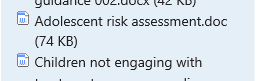 guidance 002.docx (42 KB)
Adolescent risk assessment.doc
(74 KB)
Children not engaging with